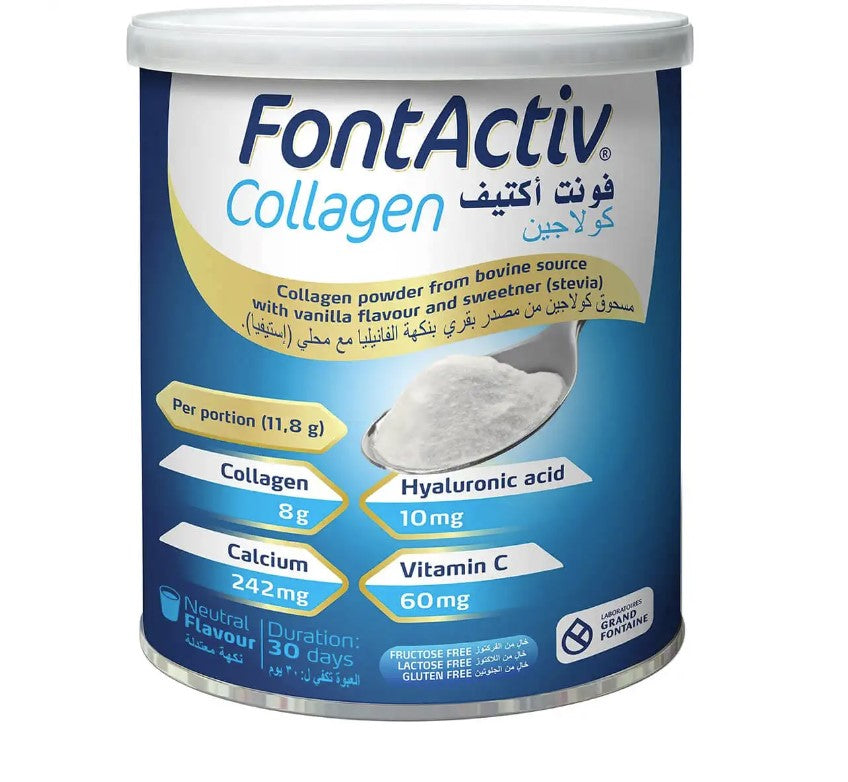 FontActiv®
فونت أكتيف
Collagen
كولاجين
Collagen powder from bovine source
with vanilla flavour and sweetner (stevia)
مسحوق كولاجين من مصدر بقري بنكهة الفانيليا مع محلي (إستيفيا).
Per portion (11,8 g)
Collagen
8g
Hyaluronic acid
10mg
Calcium
242mg
Vitamin C
60mg
Neutral
Flavour
نكهة معتدلة
Duration:
30 days
العبوة تكفي ل: ٣٠ يوم
FRUCTOSE FREE خالٍ من الفركتوز
LACTOSE FREE خالٍ من اللاكتوز
GLUTEN FREE خالٍ من الجلوتين
LABORATOIRES
GRAND
FONTAINE